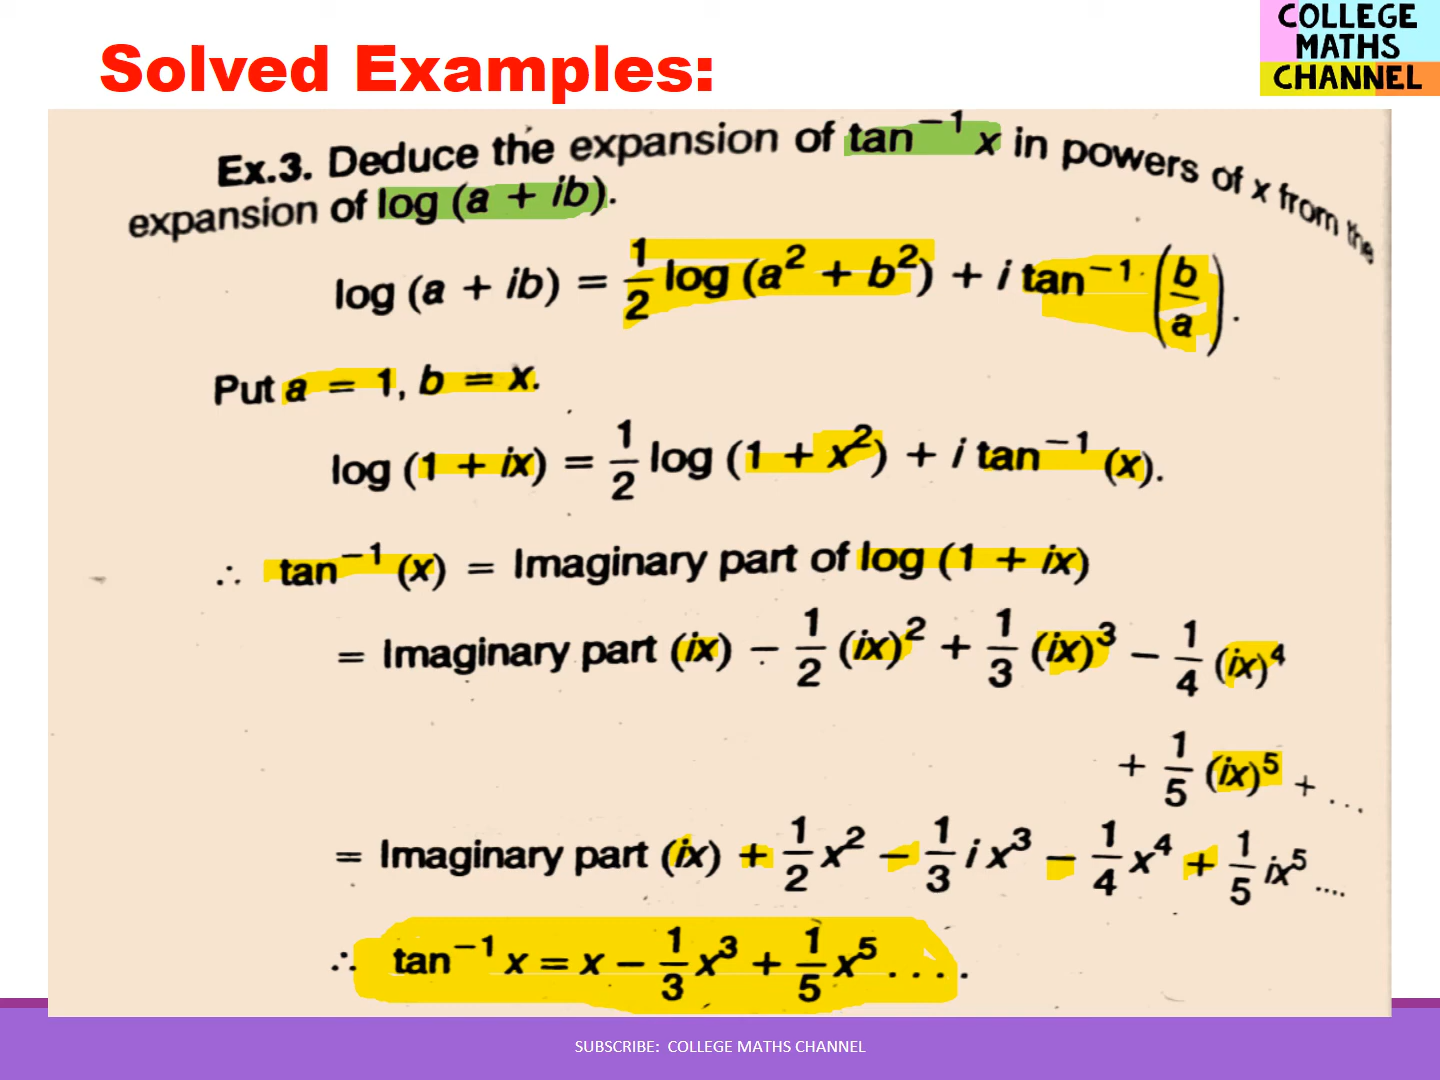 Solved Examples:
COLLEGE
MATHS
CHANNEL
Ex.3. Deduce the expansion of tan⁻¹ x in powers of x from the
expansion of log (a + ib).
log (a + ib) = 1/2 log (a² + b²) + i tan⁻¹ (b/a).
Put a = 1, b = x.
log (1 + ix) = 1/2 log (1 + x²) + i tan⁻¹ (x).
∴ tan⁻¹ (x) = Imaginary part of log (1 + ix)
= Imaginary part (ix) − 1/2 (ix)² + 1/3 (ix)³ − 1/4 (ix)⁴
+ 1/5 (ix)⁵ + ...
= Imaginary part (ix) + 1/2 x² − 1/3 i x³ − 1/4 x⁴ + 1/5 ix⁵ ....
∴ tan⁻¹ x = x − 1/3 x³ + 1/5 x⁵ . . . .
SUBSCRIBE: COLLEGE MATHS CHANNEL